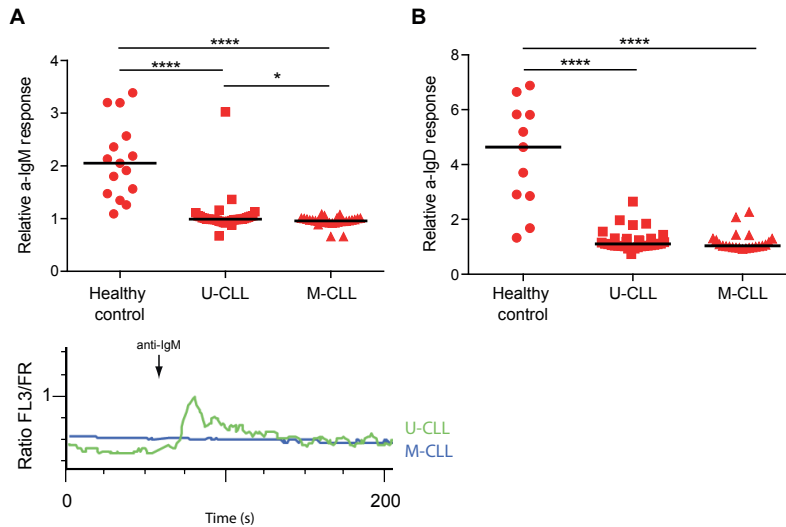 A
****
****
*
4
3
2
1
0
Relative a-IgM response
Healthy
control
U-CLL
M-CLL
anti-IgM
1
Ratio FL3/FR
0
100
200
Time (s)
U-CLL
M-CLL
B
****
****
8
6
4
2
0
Relative a-IgD response
Healthy
control
U-CLL
M-CLL